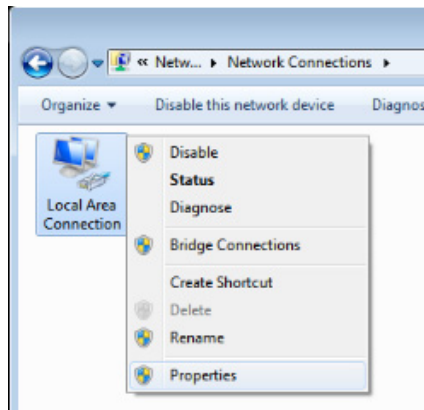 « Netw... ▸ Network Connections ▸
Organize ▾ Disable this network device Diagnos
Local Area
Connection
Disable
Status
Diagnose
Bridge Connections
Create Shortcut
Delete
Rename
Properties